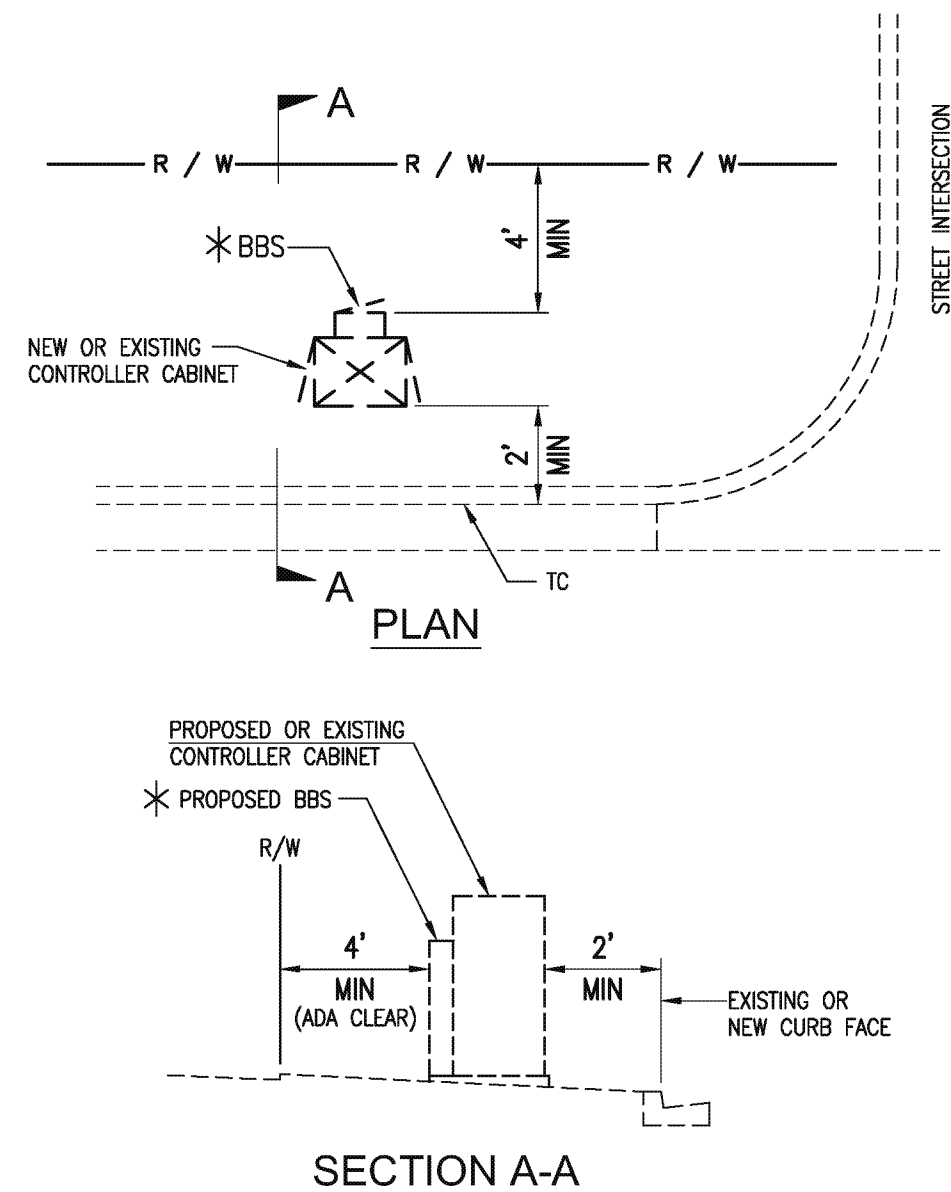 A
R / W R / W R / W
4' MIN
STREET INTERSECTION
BBS
NEW OR EXISTING
CONTROLLER CABINET
2' MIN
A
TC
PLAN
PROPOSED OR EXISTING
CONTROLLER CABINET
PROPOSED BBS
R/W
4'
MIN
(ADA CLEAR)
2'
MIN
EXISTING OR
NEW CURB FACE
SECTION A-A